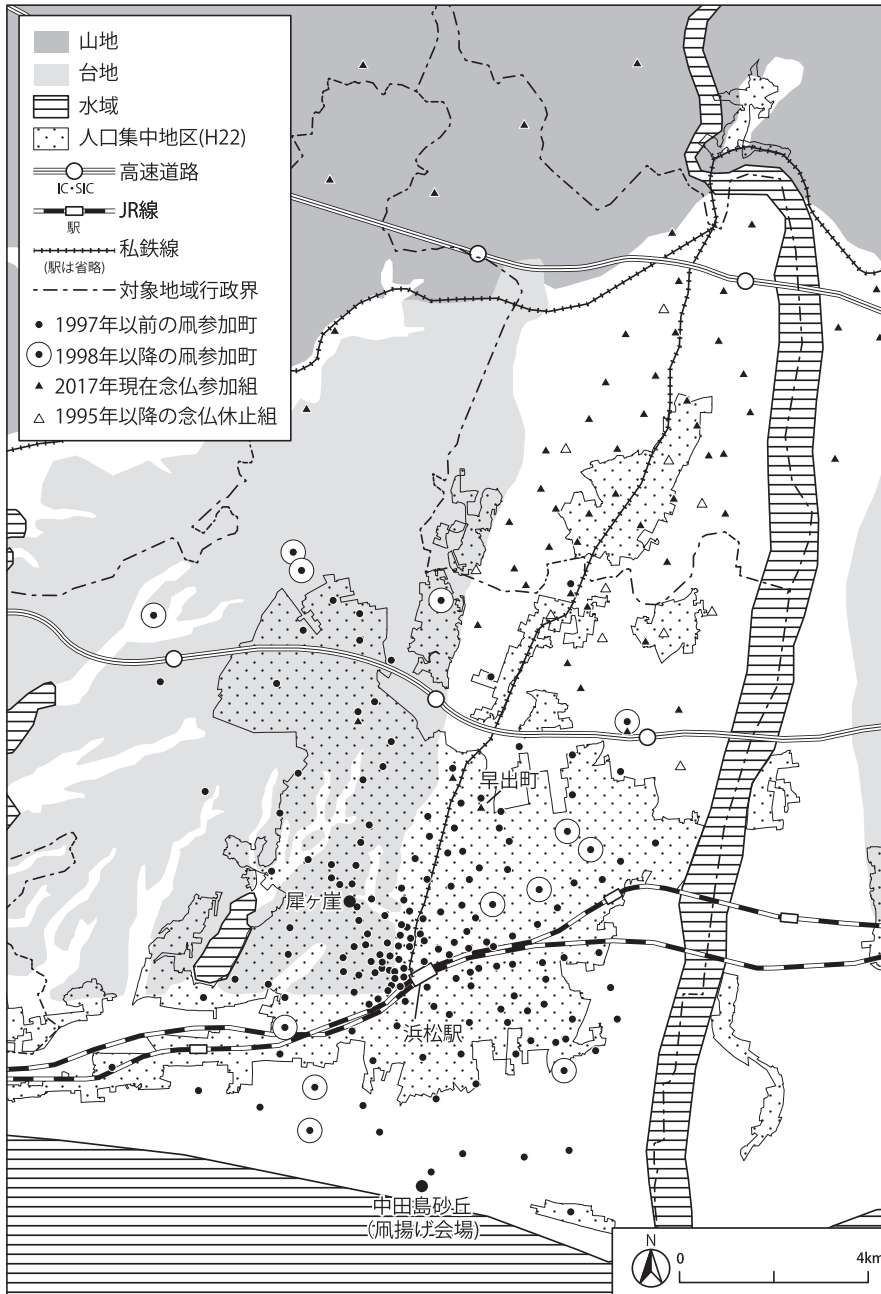 山地
台地
水域
人口集中地区(H22)
高速道路
IC・SIC
JR線
駅
私鉄線
(駅は省略)
対象地域行政界
1997年以前の凧参加町
1998年以降の凧参加町
2017年現在念仏参加組
1995年以降の念仏休止組
早出町
犀ヶ崖
浜松駅
中田島砂丘
(凧揚げ会場)
N
0
4km